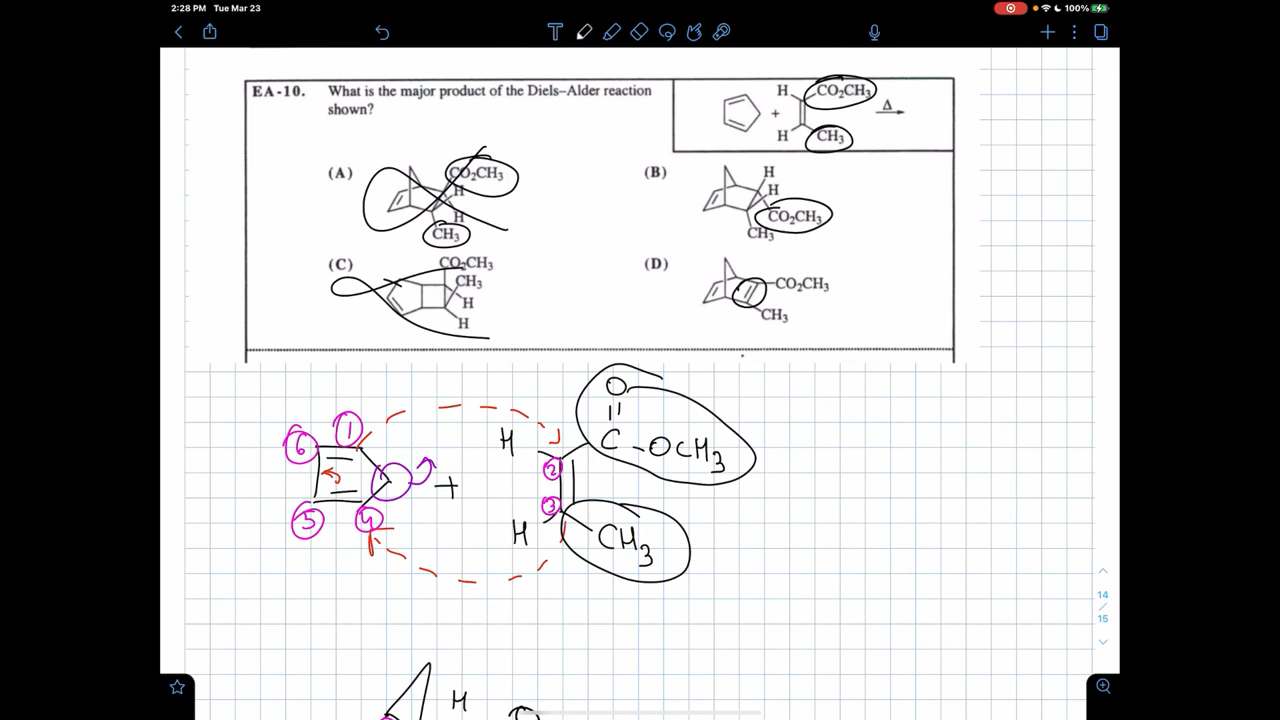 2:28 PM Tue Mar 23
100%
EA-10. What is the major product of the Diels–Alder reaction
shown?
H CO₂CH₃
+ Δ
H CH₃
(A) CO₂CH₃
H
H
CH₃
(B) H
H
CO₂CH₃
CH₃
(C) CO₂CH₃
CH₃
H
H
(D) CO₂CH₃
CH₃
O
6 1 H C - OCH₃
2
+
5 4 3
H CH₃
14
/
15
H